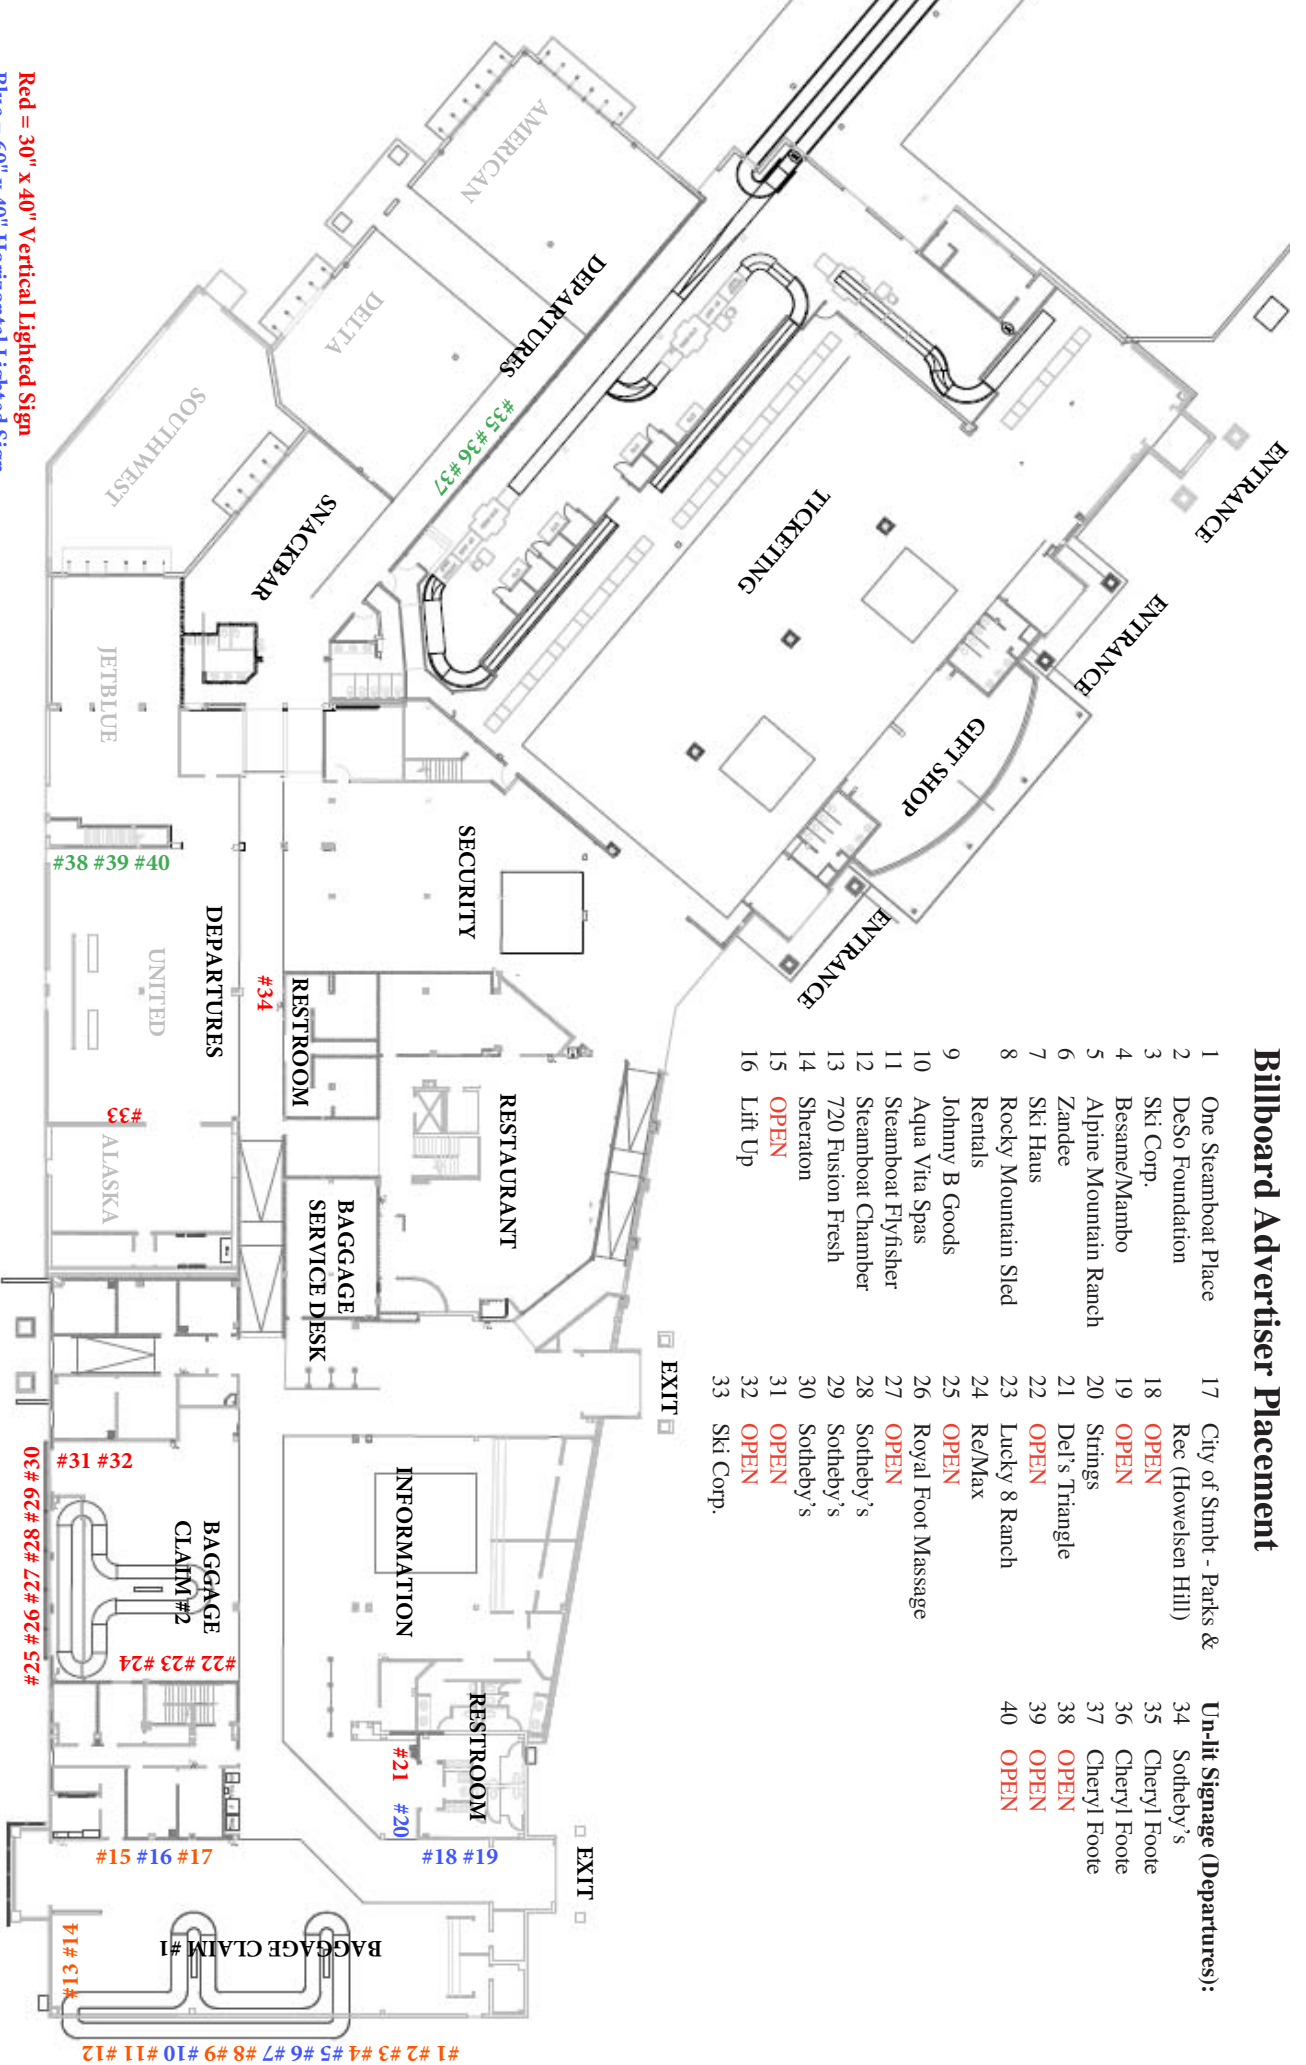 Billboard Advertiser Placement
1 One Steamboat Place
2 DeSo Foundation
3 Ski Corp.
4 Besame/Mambo
5 Alpine Mountain Ranch
6 Zandee
7 Ski Haus
8 Rocky Mountain Sled
Rentals
9 Johnny B Goods
10 Aqua Vita Spas
11 Steamboat Flyfisher
12 Steamboat Chamber
13 720 Fusion Fresh
14 Sheraton
15 OPEN
16 Lift Up
17 City of Stmbt - Parks &
Rec (Howelsen Hill)
18 OPEN
19 OPEN
20 Strings
21 Del's Triangle
22 OPEN
23 Lucky 8 Ranch
24 Re/Max
25 OPEN
26 Royal Foot Massage
27 OPEN
28 Sotheby's
29 Sotheby's
30 Sotheby's
31 OPEN
32 OPEN
33 Ski Corp.
Un-lit Signage (Departures):
34 Sotheby's
35 Cheryl Foote
36 Cheryl Foote
37 Cheryl Foote
38 OPEN
39 OPEN
40 OPEN
ENTRANCE
ENTRANCE
ENTRANCE
GIFT SHOP
TICKETING
AMERICAN
DEPARTURES
DELTA
#35 #36 #37
SOUTHWEST
SNACKBAR
JETBLUE
SECURITY
#38 #39 #40
DEPARTURES
UNITED
#34
RESTROOM
RESTAURANT
#33
ALASKA
BAGGAGE
SERVICE DESK
EXIT
INFORMATION
#31 #32
#25 #26 #27 #28 #29 #30
BAGGAGE
CLAIM #2
#22 #23 #24
RESTROOM
#21 #20
#18 #19
EXIT
#15 #16 #17
BAGGAGE CLAIM #1
#13 #14
#1 #2 #3 #4 #5 #6 #7 #8 #9 #10 #11 #12
Red = 30" x 40" Vertical Lighted Sign
Blue = 60" x 40" Horizontal Lighted Sign